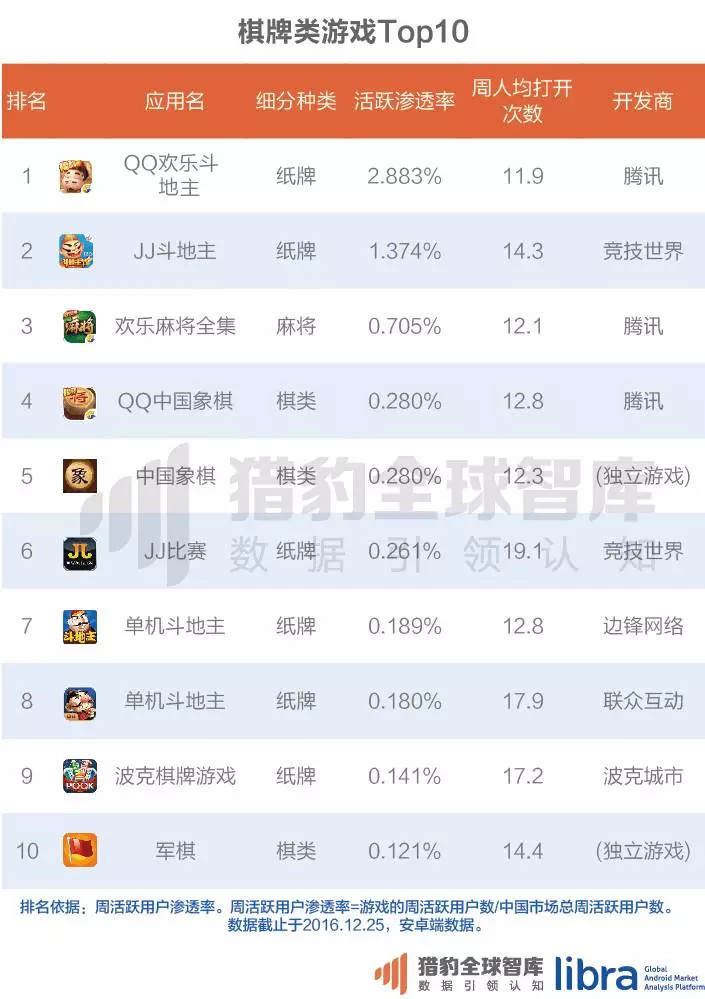 棋牌类游戏Top10
排名 应用名 细分种类 活跃渗透率 周人均打开次数 开发商
1 QQ欢乐斗地主 纸牌 2.883% 11.9 腾讯
2 JJ斗地主 纸牌 1.374% 14.3 竞技世界
3 欢乐麻将全集 麻将 0.705% 12.1 腾讯
4 QQ中国象棋 棋类 0.280% 12.8 腾讯
5 中国象棋 棋类 0.280% 12.3 (独立游戏)
6 JJ比赛 纸牌 0.261% 19.1 竞技世界
7 单机斗地主 纸牌 0.189% 12.8 边锋网络
8 单机斗地主 纸牌 0.180% 17.9 联众互动
9 波克棋牌游戏 纸牌 0.141% 17.2 波克城市
10 军棋 棋类 0.121% 14.4 (独立游戏)
猎豹全球智库
数据引领认知
排名依据：周活跃用户渗透率。周活跃用户渗透率=游戏的周活跃用户数/中国市场总周活跃用户数。
数据截止于2016.12.25，安卓端数据。
猎豹全球智库
数据引领认知
libra
Global
Android Market
Analysis Platform